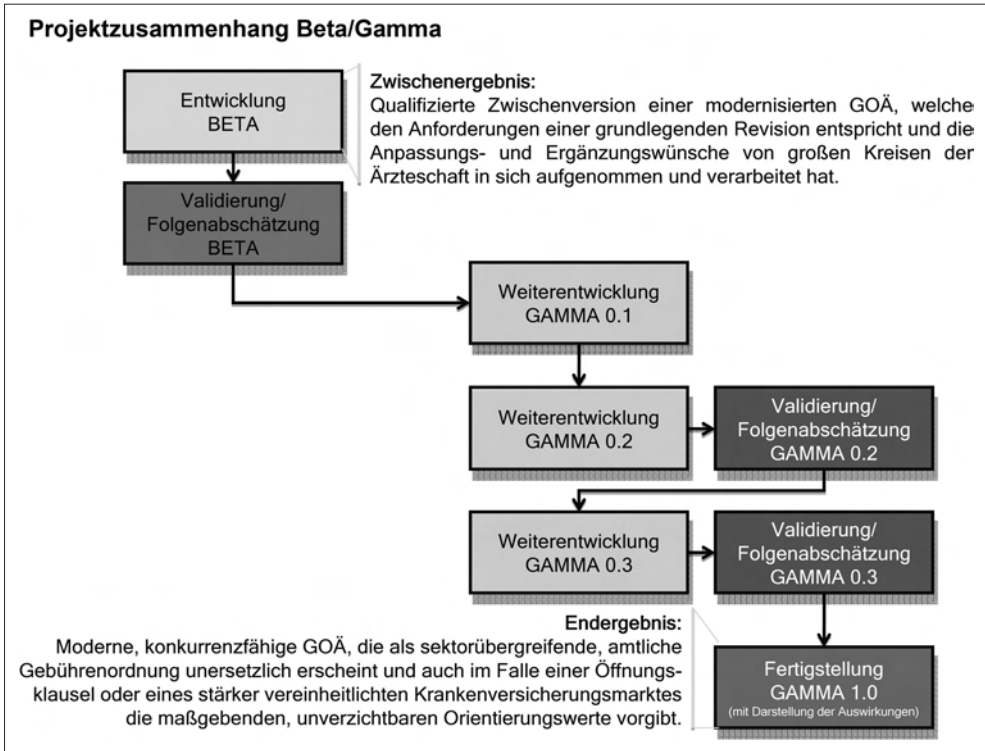 Projektzusammenhang Beta/Gamma
Entwicklung
BETA
Zwischenergebnis:
Qualifizierte Zwischenversion einer modernisierten GOÄ, welche
den Anforderungen einer grundlegenden Revision entspricht und die
Anpassungs- und Ergänzungswünsche von großen Kreisen der
Ärzteschaft in sich aufgenommen und verarbeitet hat.
Validierung/
Folgenabschätzung
BETA
Weiterentwicklung
GAMMA 0.1
Weiterentwicklung
GAMMA 0.2
Validierung/
Folgenabschätzung
GAMMA 0.2
Weiterentwicklung
GAMMA 0.3
Validierung/
Folgenabschätzung
GAMMA 0.3
Endergebnis:
Moderne, konkurrenzfähige GOÄ, die als sektorübergreifende, amtliche
Gebührenordnung unersetzlich erscheint und auch im Falle einer Öffnungs-
klausel oder eines stärker vereinheitlichten Krankenversicherungsmarktes
die maßgebenden, unverzichtbaren Orientierungswerte vorgibt.
Fertigstellung
GAMMA 1.0
(mit Darstellung der Auswirkungen)